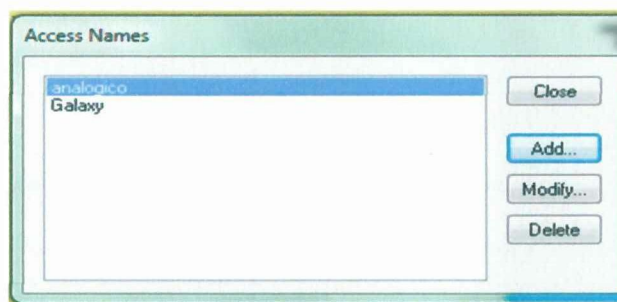 Access Names
analogico
Galaxy
Close
Add...
Modify...
Delete